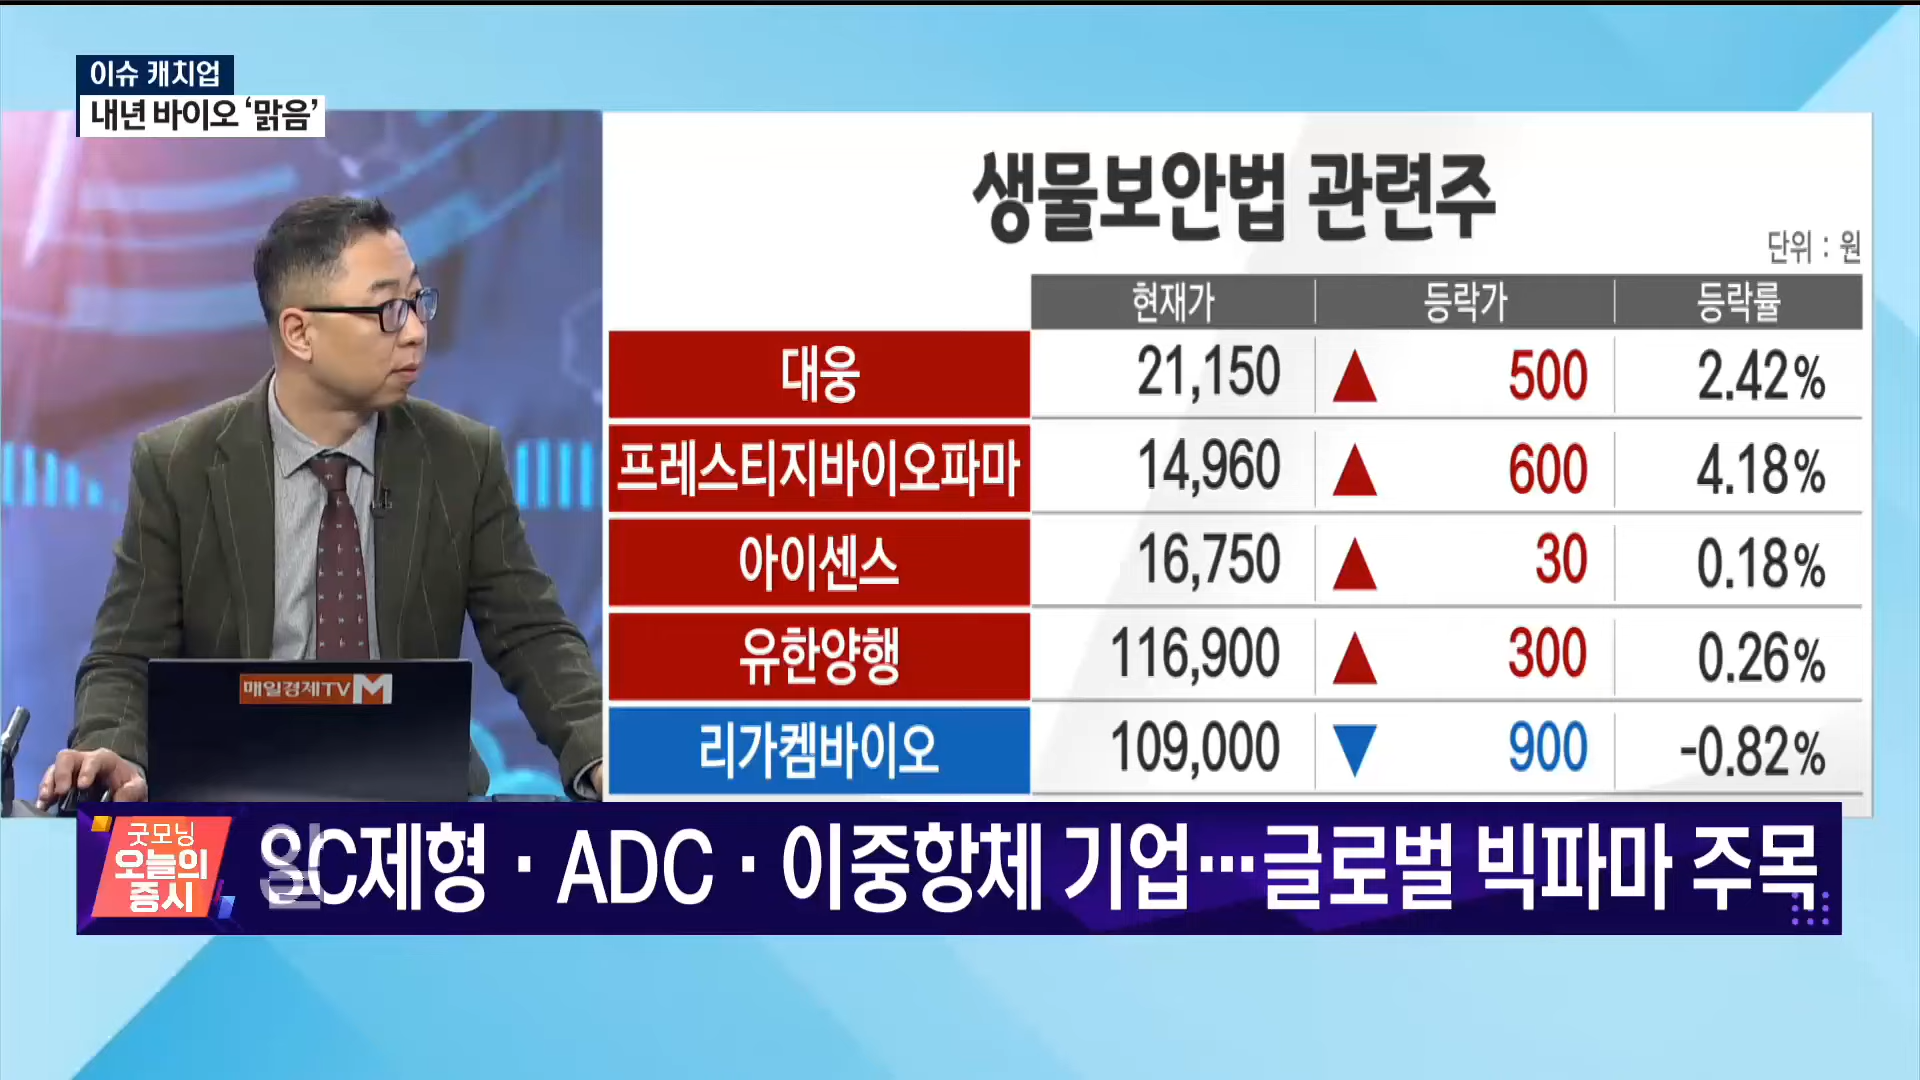 이슈 캐치업
내년 바이오 ‘맑음’
생물보안법 관련주
단위 : 원
현재가 등락가 등락률
대웅 21,150 ▲ 500 2.42%
프레스티지바이오파마 14,960 ▲ 600 4.18%
아이센스 16,750 ▲ 30 0.18%
유한양행 116,900 ▲ 300 0.26%
리가켐바이오 109,000 ▼ 900 -0.82%
매일경제TV M
굿모닝
오늘의
증시
SC제형·ADC·이중항체 기업…글로벌 빅파마 주목